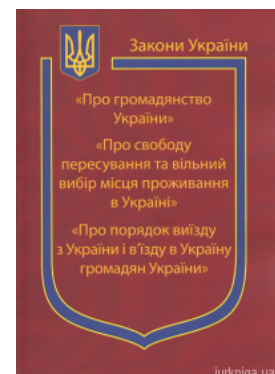 Закони України
«Про громадянство
України»
«Про свободу
пересування та вільний
вибір місця проживання
в Україні»
«Про порядок виїзду
з України і в’їзду в Україну
громадян України»
jurkniga.ua